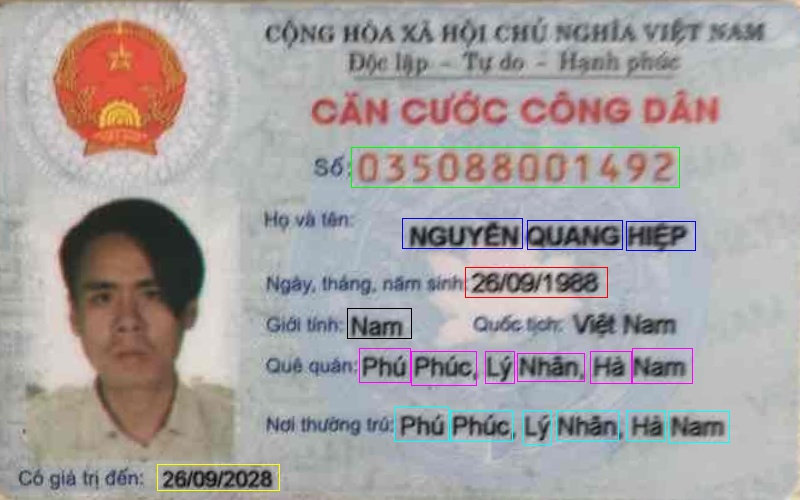 CỘNG HÒA XÃ HỘI CHỦ NGHĨA VIỆT NAM
Độc lập - Tự do - Hạnh phúc
CĂN CƯỚC CÔNG DÂN
Số: 035088001492
Họ và tên: NGUYỄN QUANG HIỆP
Ngày, tháng, năm sinh: 26/09/1988
Giới tính: Nam Quốc tịch: Việt Nam
Quê quán: Phú Phúc, Lý Nhân, Hà Nam
Nơi thường trú: Phú Phúc, Lý Nhân, Hà Nam
Có giá trị đến: 26/09/2028